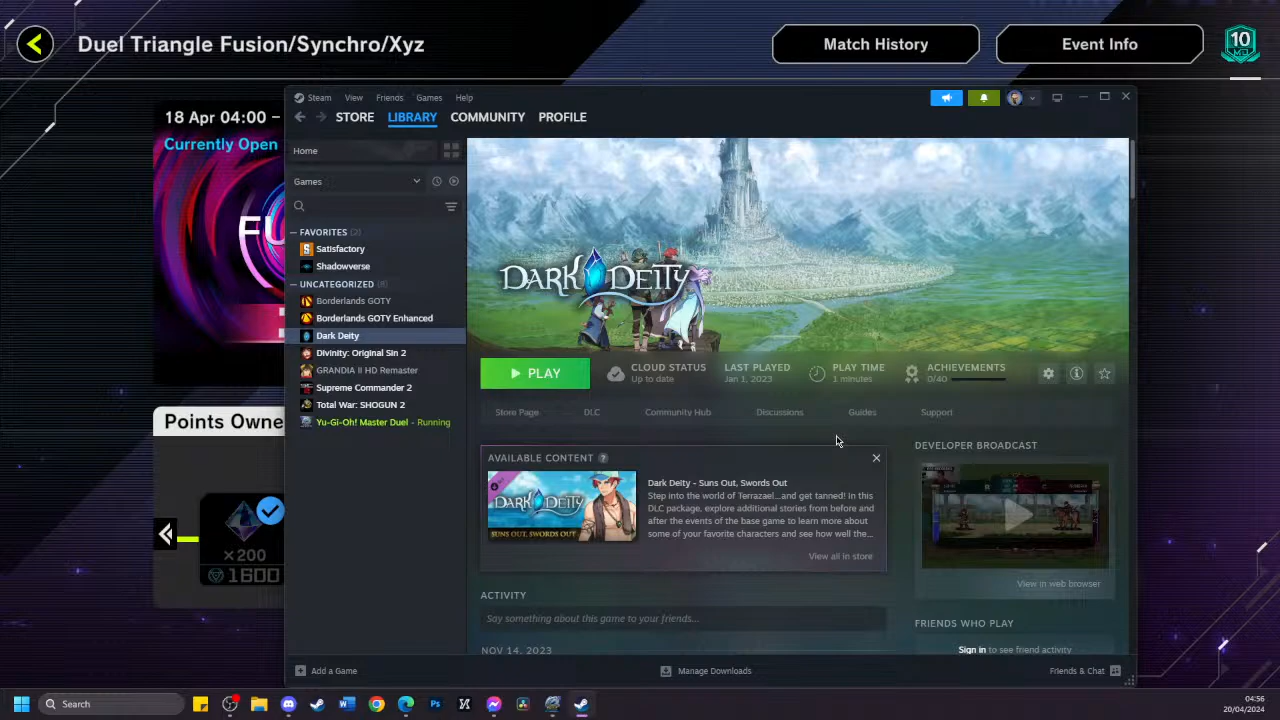 Duel Triangle Fusion/Synchro/Xyz
Match History
Event Info
10
18 Apr 04:00 –
Currently Open
FU
Points Owne
×200
1600
Steam View Friends Games Help
STORE LIBRARY COMMUNITY PROFILE
Home
Games
FAVORITES (2)
Satisfactory
Shadowverse
UNCATEGORIZED (8)
Borderlands GOTY
Borderlands GOTY Enhanced
Dark Deity
Divinity: Original Sin 2
GRANDIA II HD Remaster
Supreme Commander 2
Total War: SHOGUN 2
Yu-Gi-Oh! Master Duel - Running
DARK DEITY
PLAY
CLOUD STATUS
Up to date
LAST PLAYED
Jan 1, 2023
PLAY TIME
1 minutes
ACHIEVEMENTS
0/40
Store Page DLC Community Hub Discussions Guides Support
AVAILABLE CONTENT ?
DARK DEITY
SUNS OUT, SWORDS OUT
Dark Deity - Suns Out, Swords Out
Step into the world of Terrazael...and get tanned! In this
DLC package, explore additional stories from before and
after the events of the base game to learn more about
some of your favorite characters and see how well the...
View all in store
DEVELOPER BROADCAST
View in web browser
ACTIVITY
Say something about this game to your friends...
NOV 14, 2023
FRIENDS WHO PLAY
Sign in to see friend activity
Add a Game
Manage Downloads
Friends & Chat
Search
04:56
20/04/2024